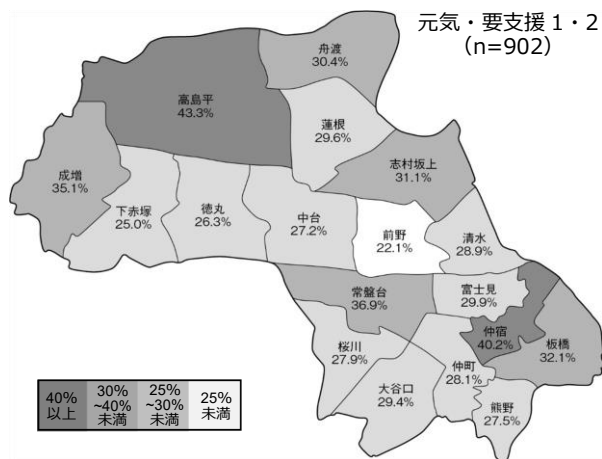 元気・要支援1・2
（n=902）
舟渡
30.4%
高島平
43.3%
蓮根
29.6%
志村坂上
31.1%
成増
35.1%
下赤塚
25.0%
徳丸
26.3%
中台
27.2%
前野
22.1%
清水
28.9%
常盤台
36.9%
富士見
29.9%
仲宿
40.2%
板橋
32.1%
桜川
27.9%
大谷口
29.4%
仲町
28.1%
熊野
27.5%
40%
以上
30%
~40%
未満
25%
~30%
未満
25%
未満